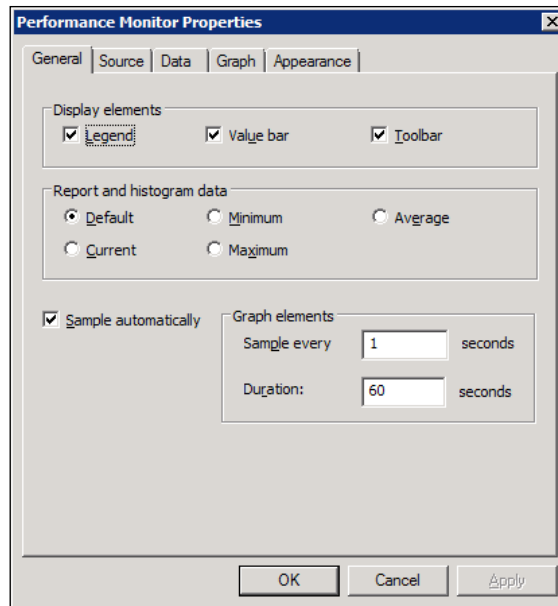 Performance Monitor Properties
General Source Data Graph Appearance
Display elements
Legend Value bar Toolbar
Report and histogram data
Default Minimum Average
Current Maximum
Sample automatically
Graph elements
Sample every 1 seconds
Duration: 60 seconds
OK Cancel Apply